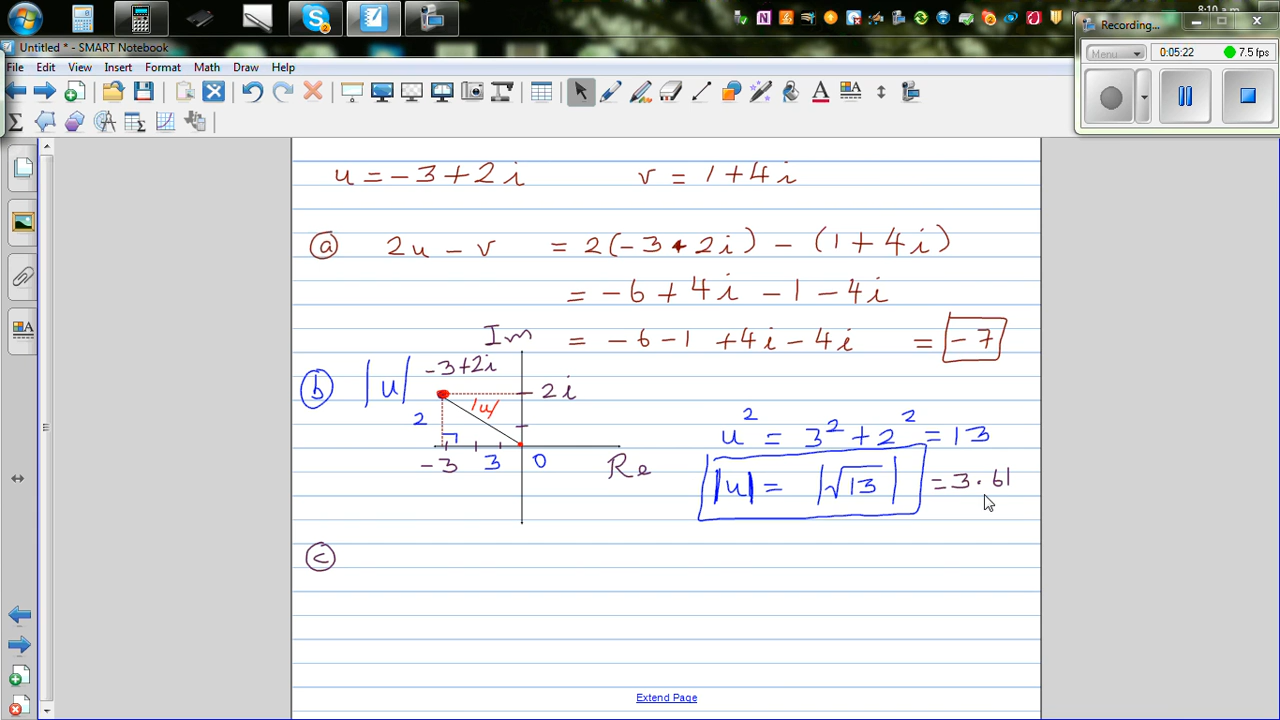 8:10 a.m.
Recording...
Untitled * - SMART Notebook
Menu
0:05:22
7.5 fps
File Edit View Insert Format Math Draw Help
u = -3 + 2i v = 1 + 4i
(a) 2u - v = 2(-3 + 2i) - (1 + 4i)
= -6 + 4i - 1 - 4i
Im = -6 - 1 + 4i - 4i = -7
(b) |u| -3+2i
2i
|u|
2
u² = 3² + 2² = 13
-3 3 0 Re
|u| = |√13| = 3.61
(c)
Extend Page